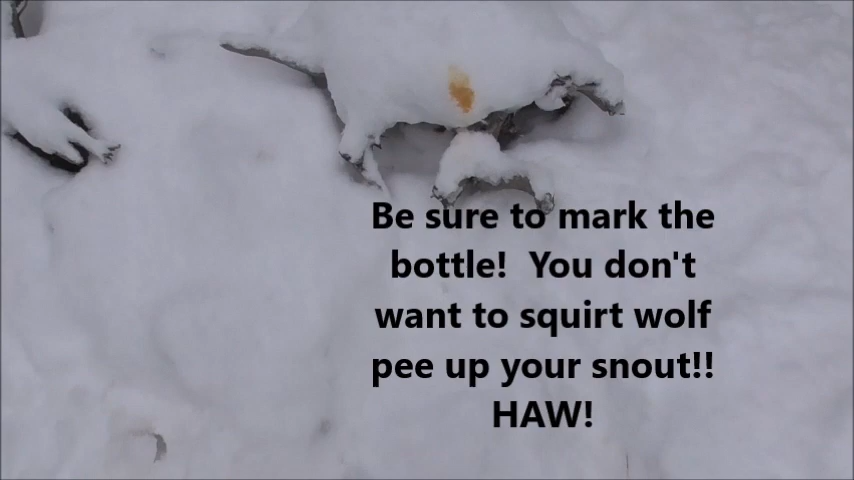 Be sure to mark the
bottle!  You don't
want to squirt wolf
pee up your snout!!
HAW!